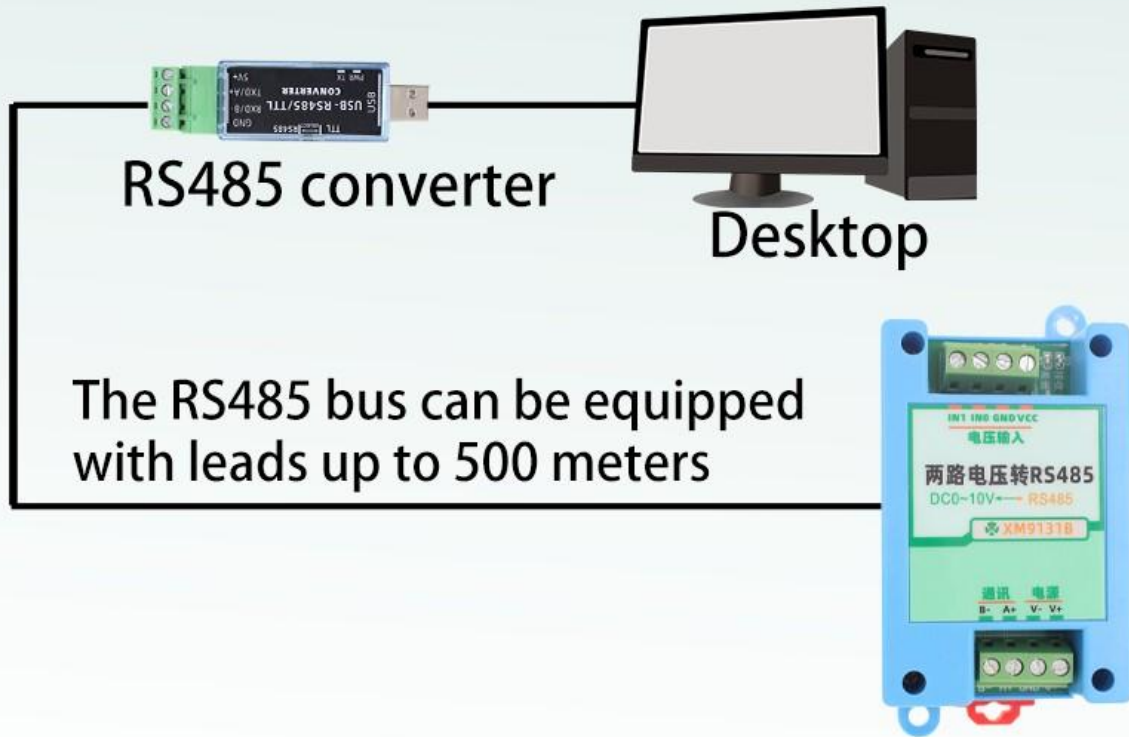 PWR TX
USB
USB-RS485/TTL
CONVERTER
5V+
TXD/A+
RXD/B-
GND
TTL
RS485
RS485 converter
Desktop
The RS485 bus can be equipped
with leads up to 500 meters
IN1 IN0 GND VCC
电压输入
两路电压转RS485
DC0~10V RS485
XM9131B
通讯 电源
B- A+ V- V+